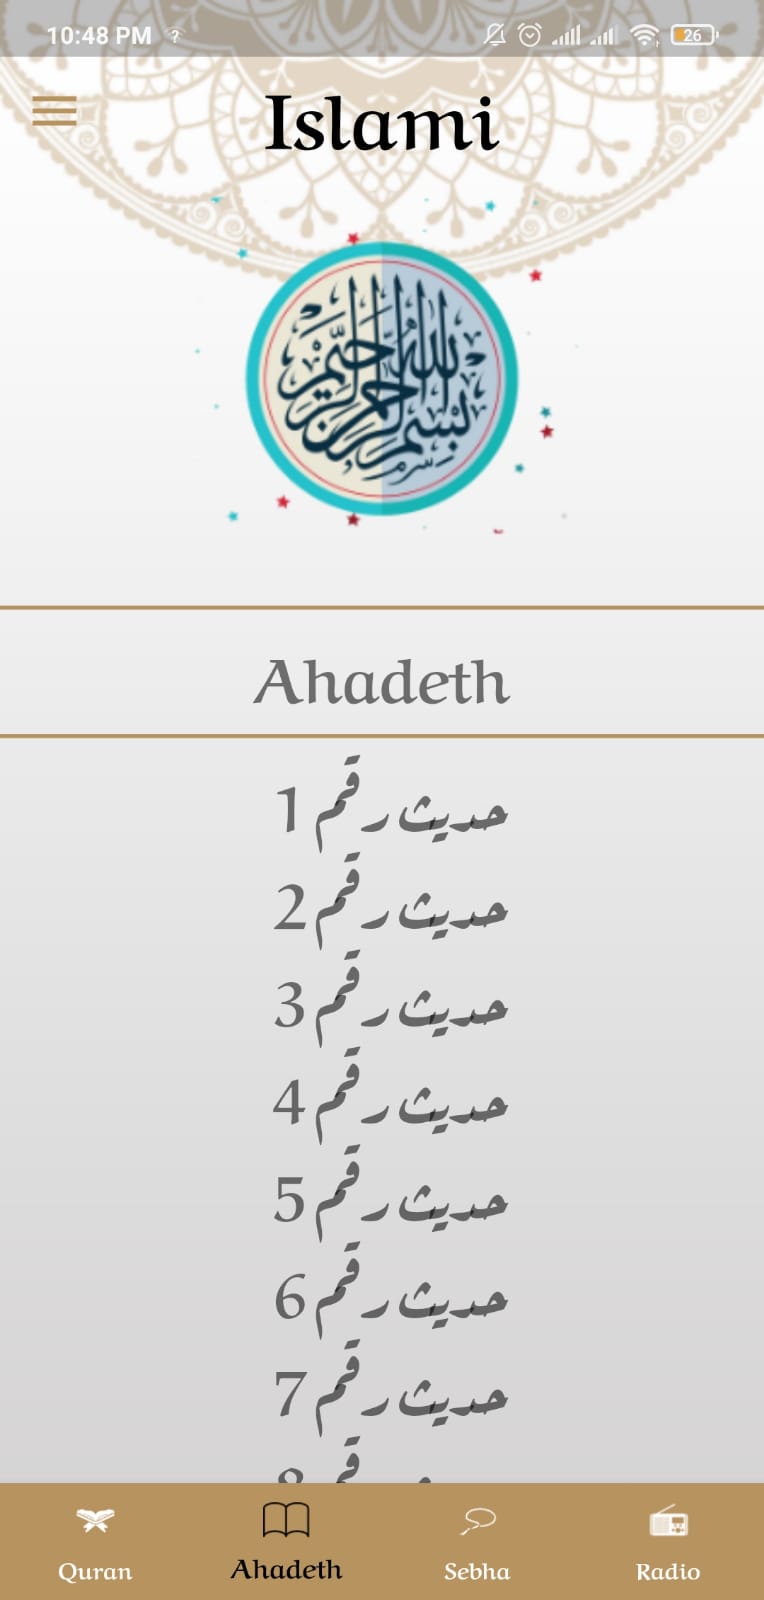 10:48 PM ?
26
Islami
بسم الله الرحمن الرحيم
Ahadeth
حديث رقم 1
حديث رقم 2
حديث رقم 3
حديث رقم 4
حديث رقم 5
حديث رقم 6
حديث رقم 7
Quran
Ahadeth
Sebha
Radio